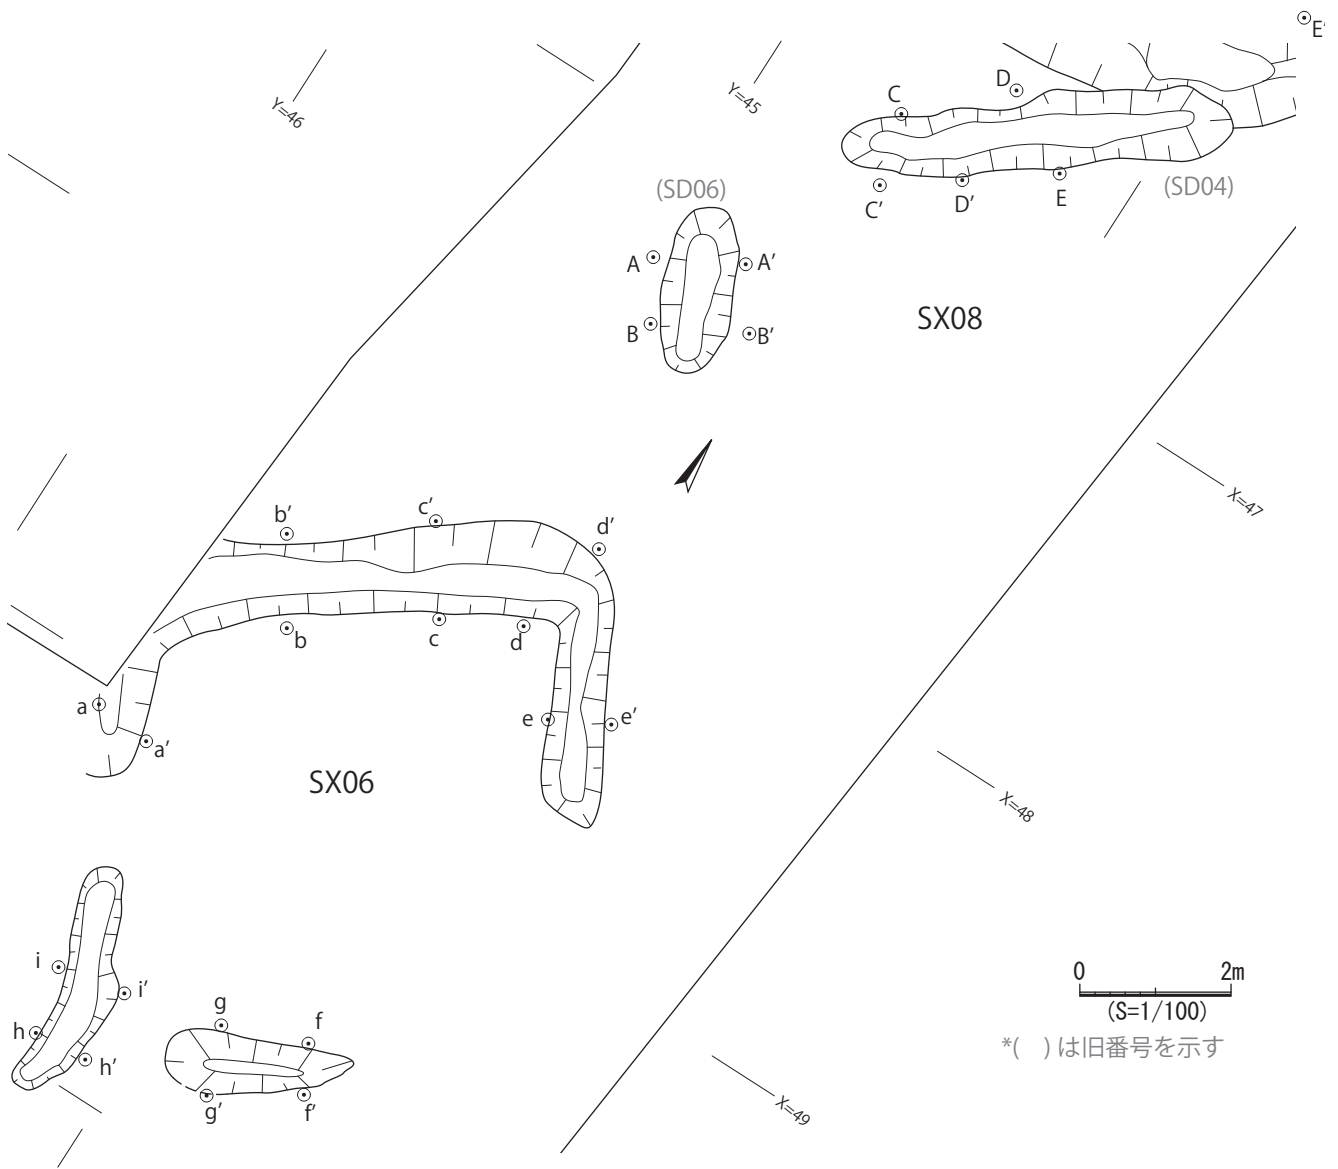 E'
Y=46
Y=45
D
C
(SD06)
(SD04)
C'
D'
E
A
A'
B
B'
SX08
X=47
b'
c'
d'
b
c
d
a
a'
e
e'
SX06
X=48
i
i'
h
h'
g
f
g'
f'
0 2m
(S=1/100)
*( )は旧番号を示す
X=49